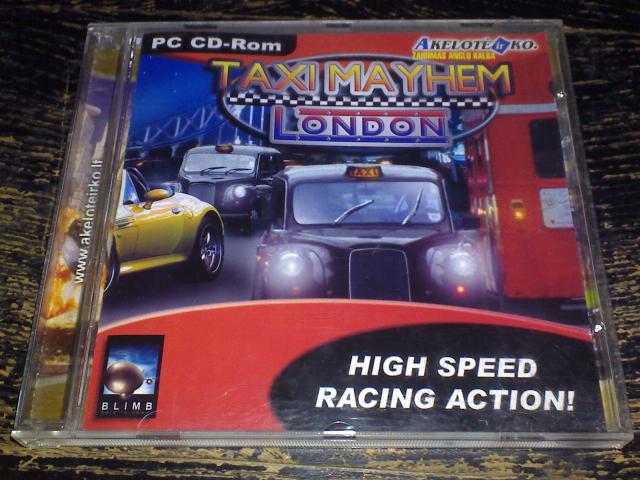 PC CD-Rom
AKELOTĖ ir KO.
ŽAIDIMAS ANGLŲ KALBA
TAXI MAYHEM
LONDON
TAXI
www.akeloteirko.lt
HIGH SPEED
RACING ACTION!
BLIMB